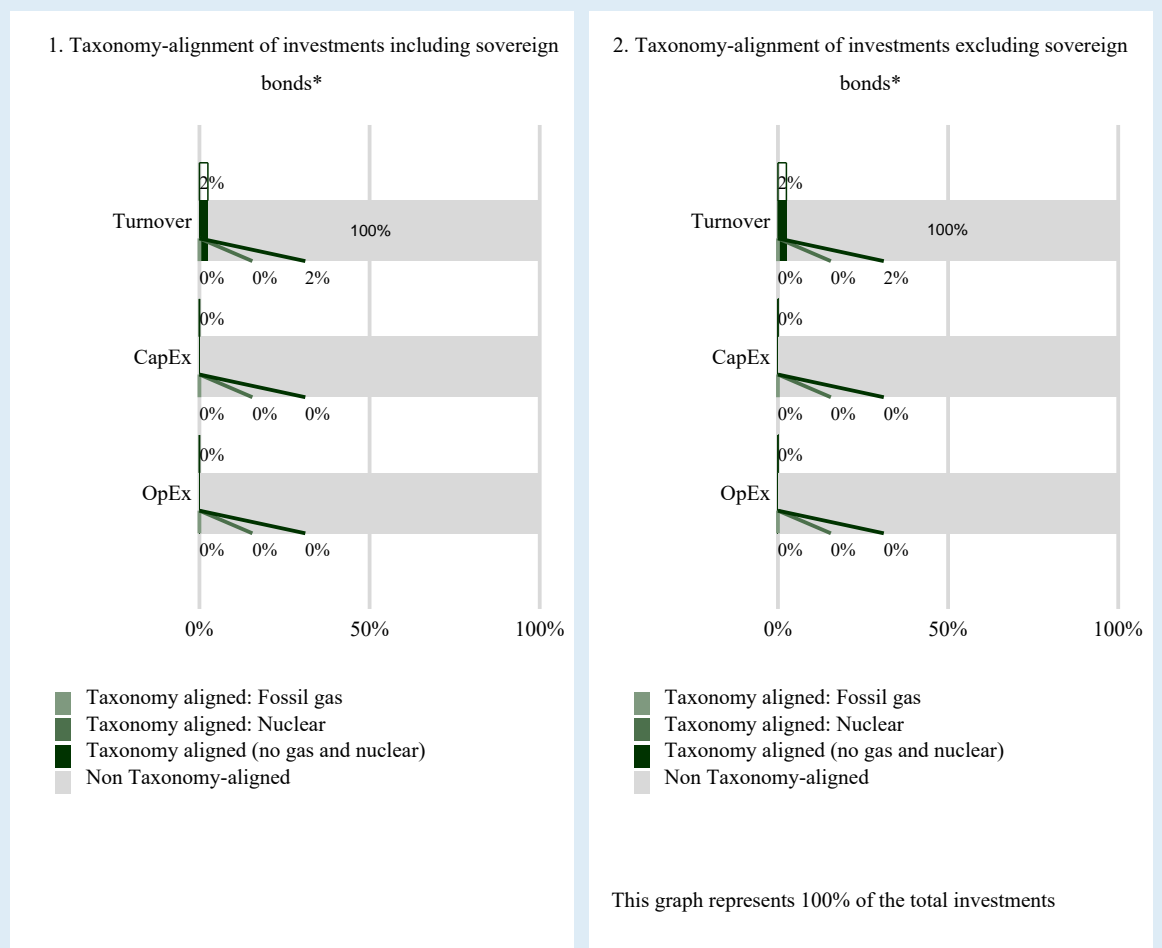 1. Taxonomy-alignment of investments including sovereign
bonds*
2%
Turnover
100%
0% 0% 2%
0%
CapEx
0% 0% 0%
0%
OpEx
0% 0% 0%
0% 50% 100%
Taxonomy aligned: Fossil gas
Taxonomy aligned: Nuclear
Taxonomy aligned (no gas and nuclear)
Non Taxonomy-aligned
2. Taxonomy-alignment of investments excluding sovereign
bonds*
2%
Turnover
100%
0% 0% 2%
0%
CapEx
0% 0% 0%
0%
OpEx
0% 0% 0%
0% 50% 100%
Taxonomy aligned: Fossil gas
Taxonomy aligned: Nuclear
Taxonomy aligned (no gas and nuclear)
Non Taxonomy-aligned
This graph represents 100% of the total investments